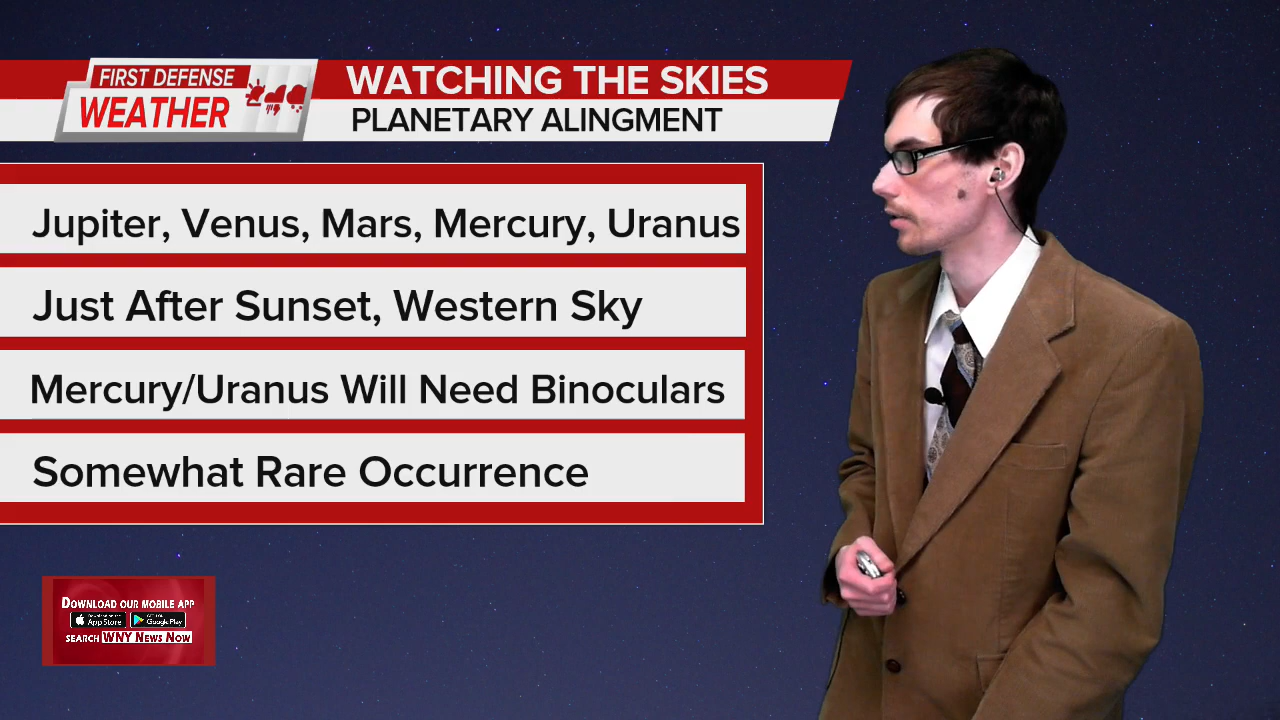 FIRST DEFENSE
WEATHER
WATCHING THE SKIES
PLANETARY ALINGMENT
Jupiter, Venus, Mars, Mercury, Uranus
Just After Sunset, Western Sky
Mercury/Uranus Will Need Binoculars
Somewhat Rare Occurrence
DOWNLOAD OUR MOBILE APP
App Store
Google Play
SEARCH WNY NEWS NOW